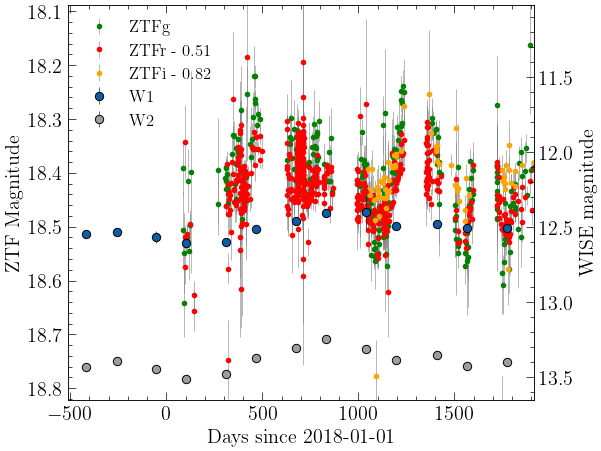 ZTFg
ZTFr - 0.51
ZTFi - 0.82
W1
W2
18.1
18.2
18.3
18.4
18.5
18.6
18.7
18.8
ZTF Magnitude
11.5
12.0
12.5
13.0
13.5
WISE magnitude
−500
0
500
1000
1500
Days since 2018-01-01